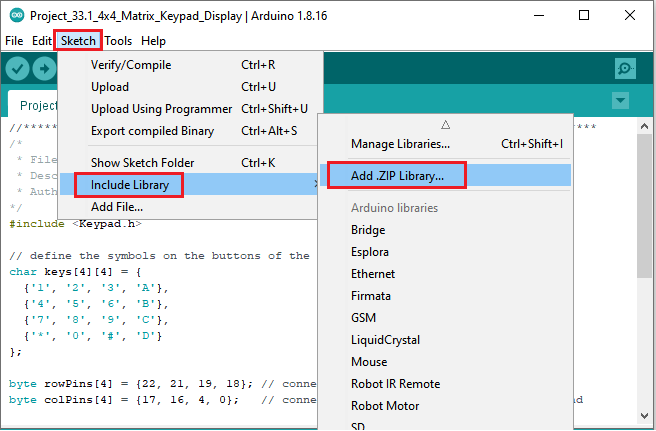 Project_33.1_4x4_Matrix_Keypad_Display | Arduino 1.8.16
File Edit Sketch Tools Help
Verify/Compile Ctrl+R
Upload Ctrl+U
Upload Using Programmer Ctrl+Shift+U
Export compiled Binary Ctrl+Alt+S
Show Sketch Folder Ctrl+K
Include Library
Add File...
Manage Libraries... Ctrl+Shift+I
Add .ZIP Library...
Arduino libraries
Bridge
Esplora
Ethernet
Firmata
GSM
LiquidCrystal
Mouse
Robot IR Remote
Robot Motor
SD
Project
/*
* File
* Desc
* Auth
*/
#include <Keypad.h>
// define the symbols on the buttons of the
char keys[4][4] = {
{'1', '2', '3', 'A'},
{'4', '5', '6', 'B'},
{'7', '8', '9', 'C'},
{'*', '0', '#', 'D'}
};
byte rowPins[4] = {22, 21, 19, 18}; // conne
byte colPins[4] = {17, 16, 4, 0}; // conne